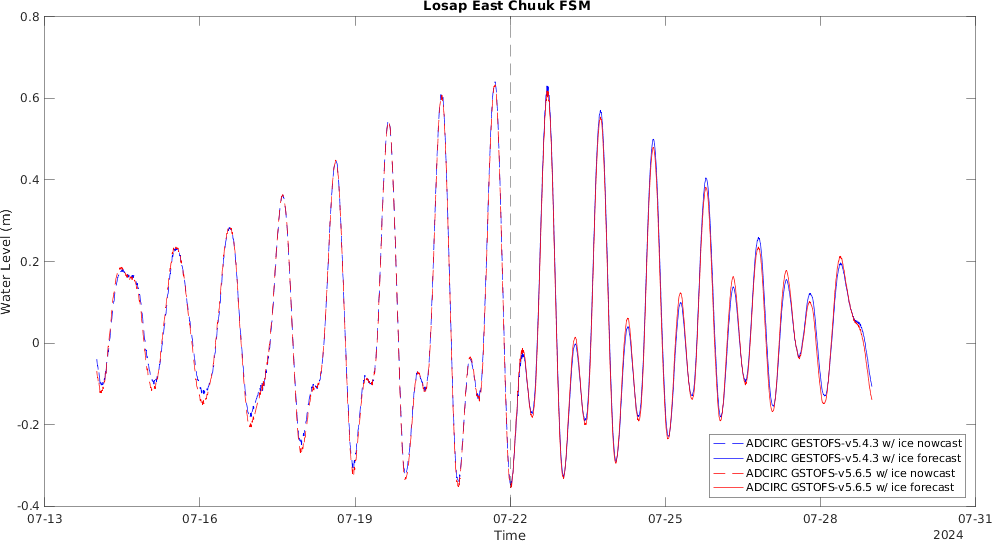 Losap East Chuuk FSM
0.8
0.6
0.4
0.2
0
-0.2
-0.4
Water Level (m)
07-13
07-16
07-19
07-22
07-25
07-28
07-31
Time
2024
ADCIRC GESTOFS-v5.4.3 w/ ice nowcast
ADCIRC GESTOFS-v5.4.3 w/ ice forecast
ADCIRC GSTOFS-v5.6.5 w/ ice nowcast
ADCIRC GSTOFS-v5.6.5 w/ ice forecast